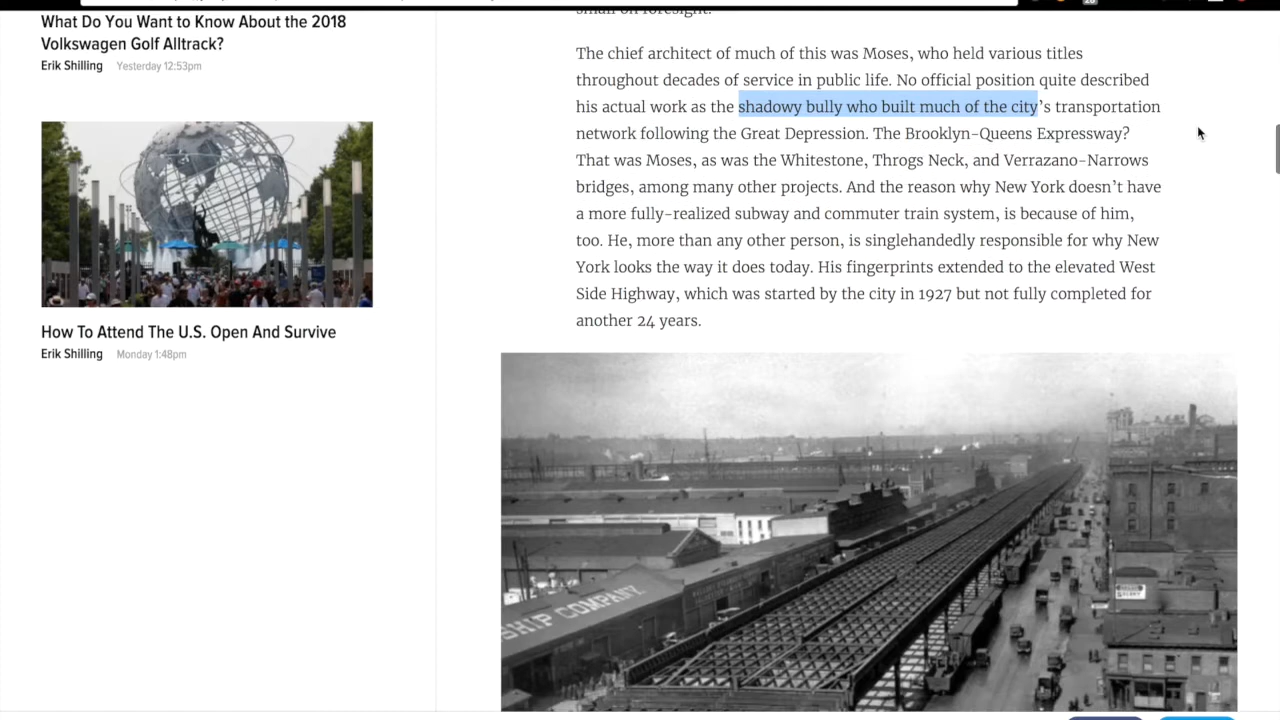 What Do You Want to Know About the 2018
Volkswagen Golf Alltrack?
Erik Shilling Yesterday 12:53pm
How To Attend The U.S. Open And Survive
Erik Shilling Monday 1:48pm
small on foresight.
The chief architect of much of this was Moses, who held various titles
throughout decades of service in public life. No official position quite described
his actual work as the shadowy bully who built much of the city’s transportation
network following the Great Depression. The Brooklyn-Queens Expressway?
That was Moses, as was the Whitestone, Throgs Neck, and Verrazano-Narrows
bridges, among many other projects. And the reason why New York doesn’t have
a more fully-realized subway and commuter train system, is because of him,
too. He, more than any other person, is singlehandedly responsible for why New
York looks the way it does today. His fingerprints extended to the elevated West
Side Highway, which was started by the city in 1927 but not fully completed for
another 24 years.
SHIP COMPANY.